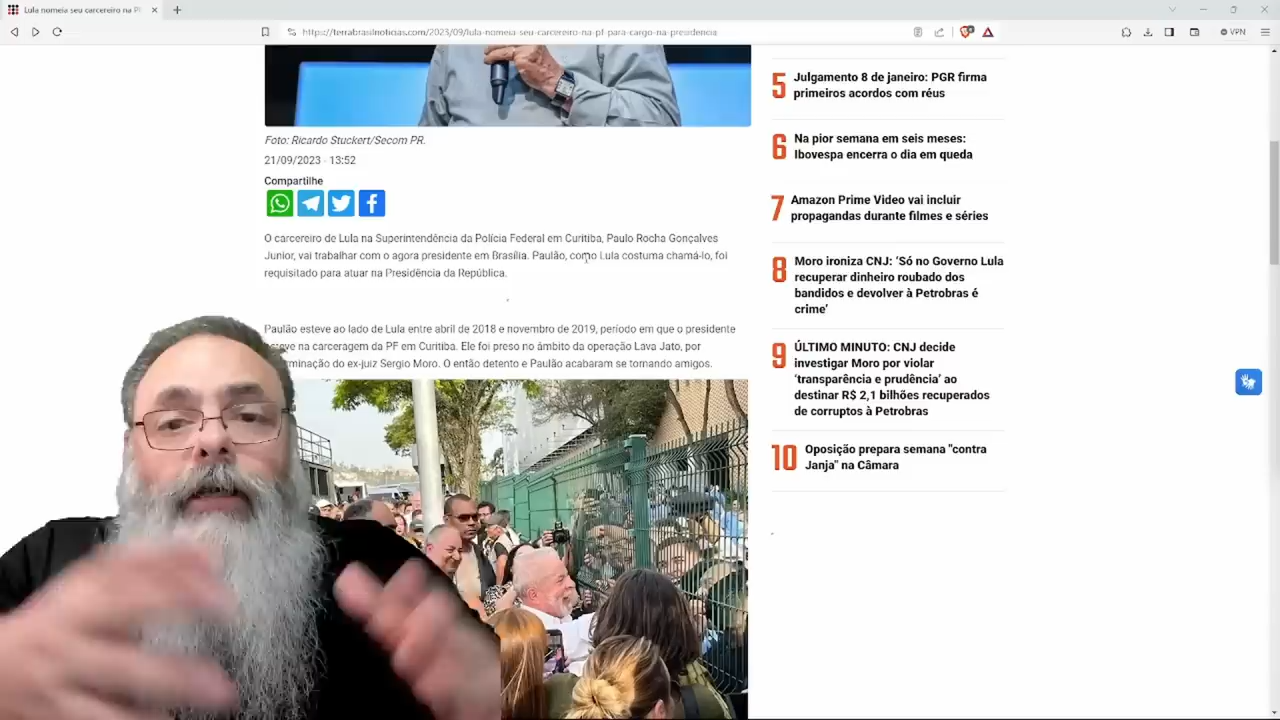 Lula nomeia seu carcereiro na P
http://terrabrasilnoticias.com/2023/09/lula-nomeia-seu-carcereiro-na-pf-para-cargo-na-presidencia
VPN
Foto: Ricardo Stuckert/Secom PR.
21/09/2023 - 13:52
Compartilhe
O carcereiro de Lula na Superintendência da Polícia Federal em Curitiba, Paulo Rocha Gonçalves
Junior, vai trabalhar com o agora presidente em Brasília. Paulão, como Lula costuma chamá-lo, foi
requisitado para atuar na Presidência da República.
Paulão esteve ao lado de Lula entre abril de 2018 e novembro de 2019, período em que o presidente
na carceragem da PF em Curitiba. Ele foi preso no âmbito da operação Lava Jato, por
do ex-juiz Sergio Moro. O então detento e Paulão acabaram se tornando amigos.
5 Julgamento 8 de janeiro: PGR firma
primeiros acordos com réus
6 Na pior semana em seis meses:
Ibovespa encerra o dia em queda
7 Amazon Prime Video vai incluir
propagandas durante filmes e séries
8 Moro ironiza CNJ: ‘Só no Governo Lula
recuperar dinheiro roubado dos
bandidos e devolver à Petrobras é
crime’
9 ÚLTIMO MINUTO: CNJ decide
investigar Moro por violar
‘transparência e prudência’ ao
destinar R$ 2,1 bilhões recuperados
de corruptos à Petrobras
10 Oposição prepara semana "contra
Janja" na Câmara